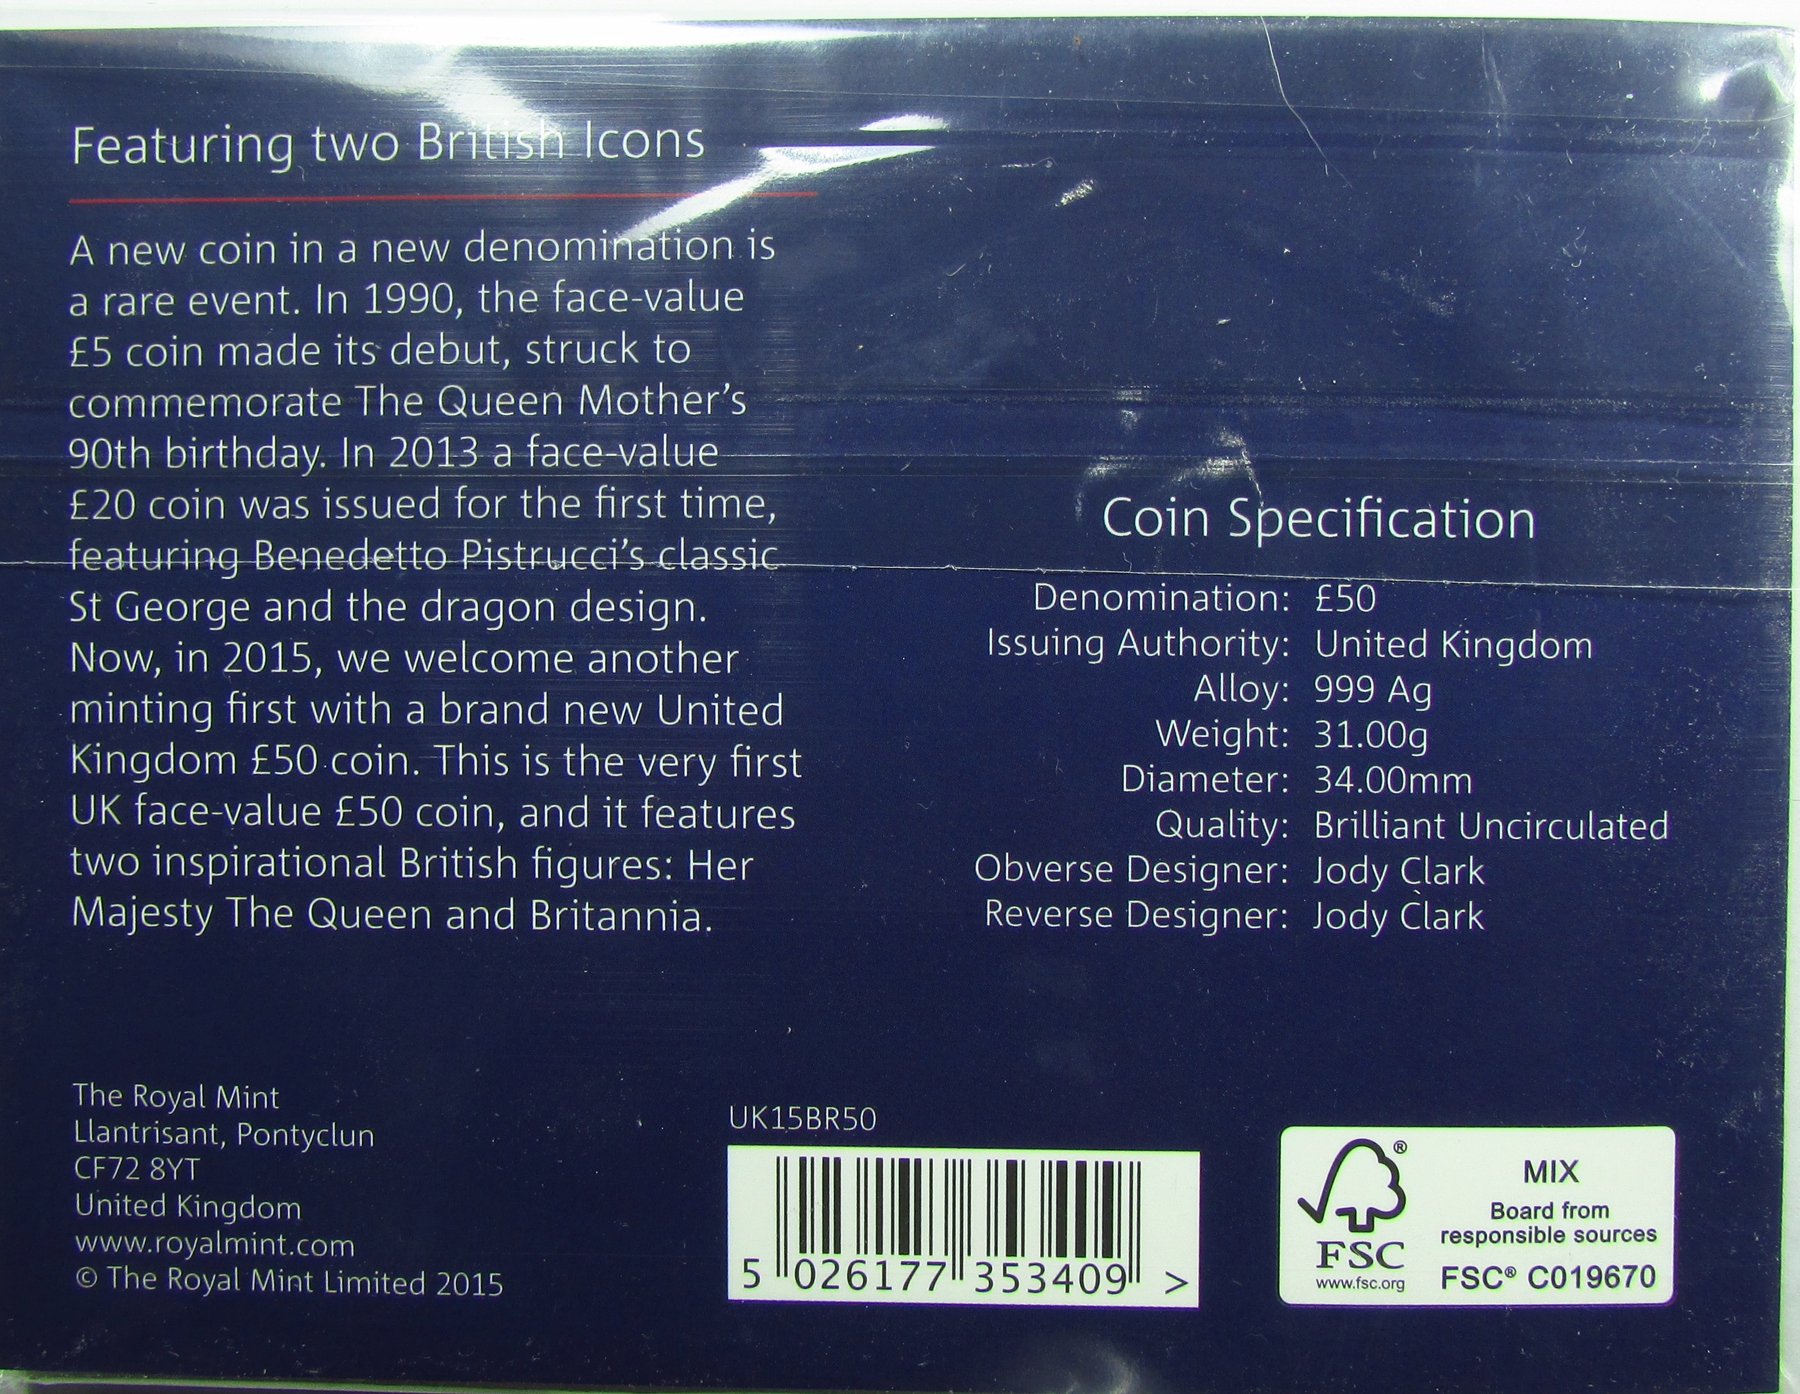 Featuring two British Icons
A new coin in a new denomination is
a rare event. In 1990, the face-value
£5 coin made its debut, struck to
commemorate The Queen Mother's
90th birthday. In 2013 a face-value
£20 coin was issued for the first time,
featuring Benedetto Pistrucci's classic
St George and the dragon design.
Now, in 2015, we welcome another
minting first with a brand new United
Kingdom £50 coin. This is the very first
UK face-value £50 coin, and it features
two inspirational British figures: Her
Majesty The Queen and Britannia.
Coin Specification
Denomination: £50
Issuing Authority: United Kingdom
Alloy: 999 Ag
Weight: 31.00g
Diameter: 34.00mm
Quality: Brilliant Uncirculated
Obverse Designer: Jody Clark
Reverse Designer: Jody Clark
The Royal Mint
Llantrisant, Pontyclun
CF72 8YT
United Kingdom
www.royalmint.com
© The Royal Mint Limited 2015
UK15BR50
5 026177 353409 >
®
FSC
www.fsc.org
MIX
Board from
responsible sources
FSC® C019670